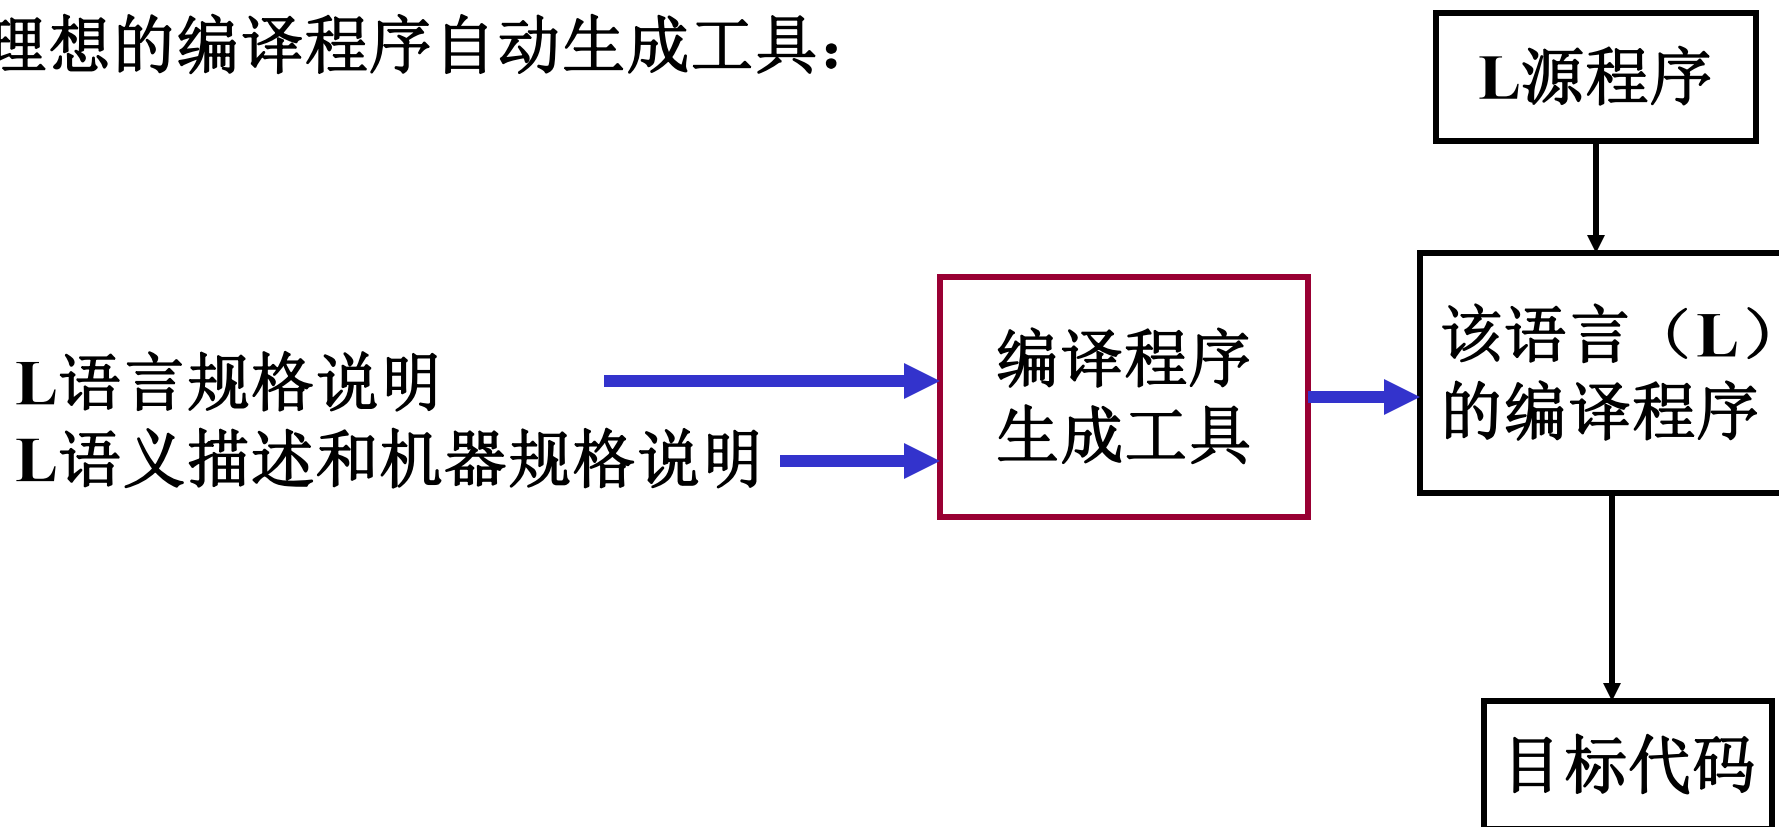 理想的编译程序自动生成工具：
L源程序
L语言规格说明
L语义描述和机器规格说明
编译程序
生成工具
该语言（L）
的编译程序
目标代码